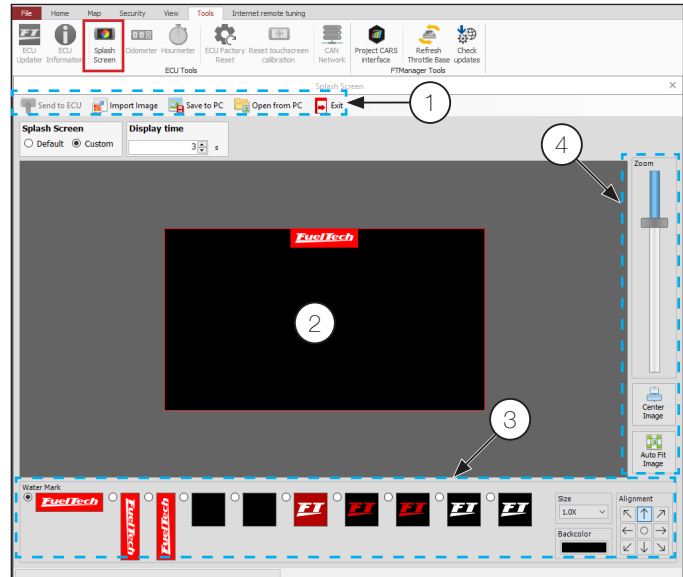 File Home Map Security View Tools Internet remote tuning
ECU Updater
ECU Information
Splash Screen
Odometer
Hourmeter
ECU Factory Reset
Reset touchscreen calibration
CAN Network
Project CARS interface
Refresh Throttle Base
Check updates
ECU Tools
FTManager Tools
Splash Screen
Send to ECU Import Image Save to PC Open from PC Exit
1
Splash Screen
Default Custom
Display time
3 s
4
Zoom
FuelTech
2
Center
Image
3
Auto Fit
Image
Water Mark
FuelTech FuelTech FuelTech FT FT FT FT FT
Size
1.0X
Backcolor
Alignment